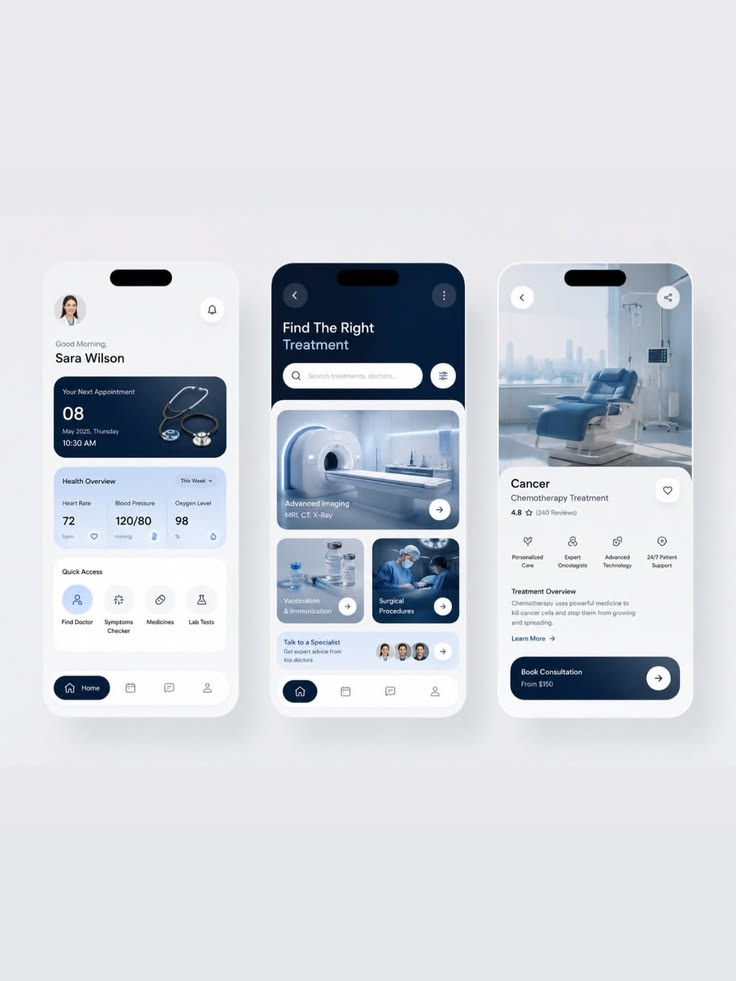 Good Morning,
Sara Wilson
Your Next Appointment
08
May 2025, Thursday
10:30 AM
Health Overview
This Week
Heart Rate
Blood Pressure
Oxygen Level
72
120/80
98
bpm
mmHg
%
Quick Access
Find Doctor
Symptoms
Checker
Medicines
Lab Tests
Home
Find The Right
Treatment
Search treatments, doctors...
Advanced Imaging
MRI, CT, X-Ray
Vaccination
& Immunization
Surgical
Procedures
Talk to a Specialist
Get expert advice from
top doctors
Cancer
Chemotherapy Treatment
4.8 (240 Reviews)
Personalized
Care
Expert
Oncologists
Advanced
Technology
24/7 Patient
Support
Treatment Overview
Chemotherapy uses powerful medicine to
kill cancer cells and stop them from growing
and spreading.
Learn More
Book Consultation
From $150